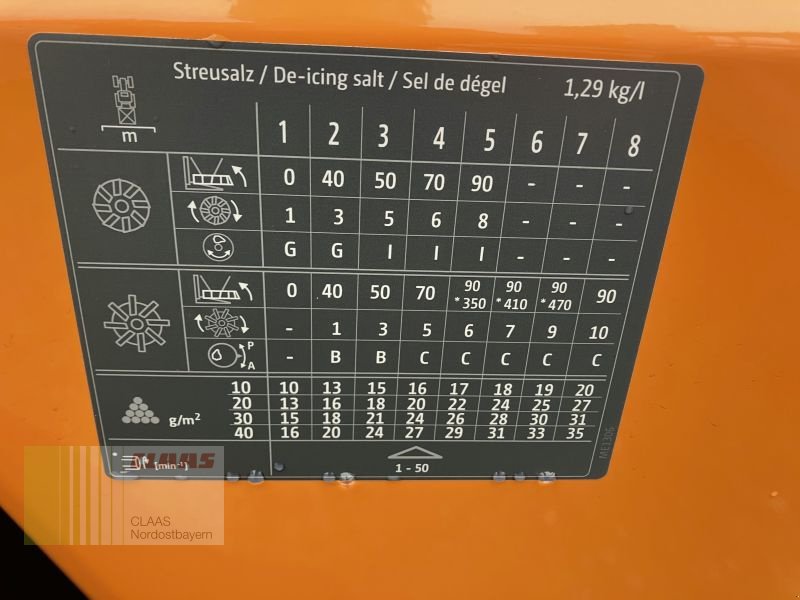 Streusalz / De-icing salt / Sel de dégel 1,29 kg/l
m 1 2 3 4 5 6 7 8
0 40 50 70 90 - - -
1 3 5 6 8 - - -
G G I I I - - -
0 40 50 70 90 *350 90 *410 90 *470 90
- 1 3 5 6 7 9 10
P A - B B C C C C C
g/m²
10 10 13 15 16 17 18 19 20
20 13 16 18 20 22 24 25 27
30 15 18 21 24 26 28 30 31
40 16 20 24 27 29 31 33 35
[min⁻¹] 1 - 50
ME1306
CLAAS
CLAAS
Nordostbayern